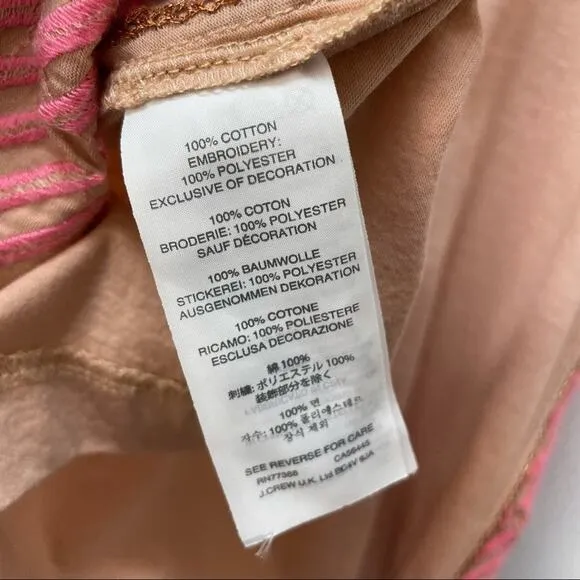 100% COTTON
EMBROIDERY:
100% POLYESTER
EXCLUSIVE OF DECORATION
100% COTON
BRODERIE: 100% POLYESTER
SAUF DÉCORATION
100% BAUMWOLLE
STICKEREI: 100% POLYESTER
AUSGENOMMEN DEKORATION
100% COTONE
RICAMO: 100% POLIESTERE
ESCLUSA DECORAZIONE
綿 100%
刺繍: ポリエステル 100%
装飾部分を除く
100% 면
자수: 100% 폴리에스테르
장식 제외
SEE REVERSE FOR CARE
RN77388
J.CREW U.K. Ltd BC4V 6JA